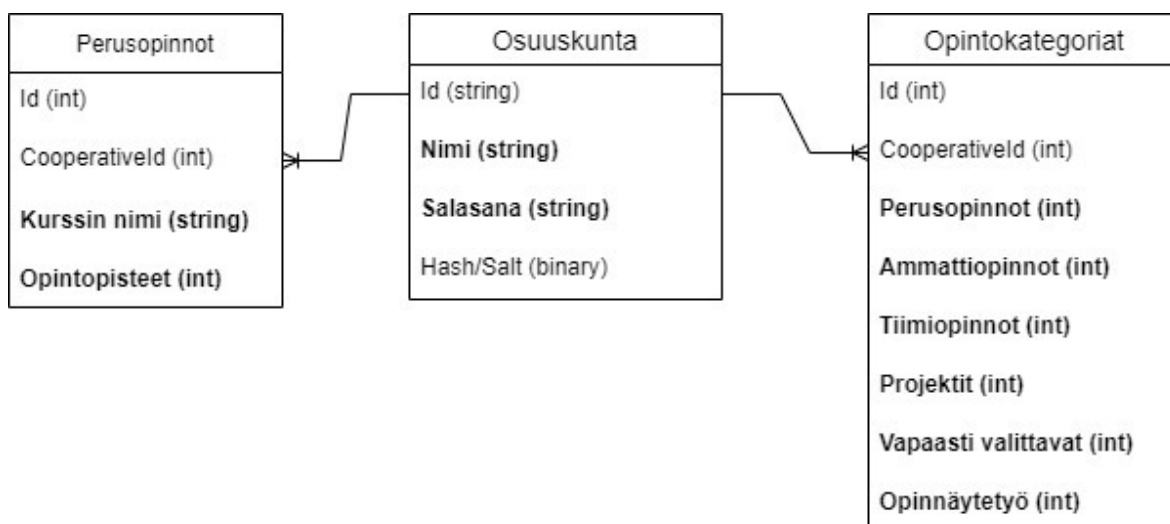 Perusopinnot
Id (int)
CooperativeId (int)
Kurssin nimi (string)
Opintopisteet (int)
Osuuskunta
Id (string)
Nimi (string)
Salasana (string)
Hash/Salt (binary)
Opintokategoriat
Id (int)
CooperativeId (int)
Perusopinnot (int)
Ammattiopinnot (int)
Tiimiopinnot (int)
Projektit (int)
Vapaasti valittavat (int)
Opinnäytetyö (int)